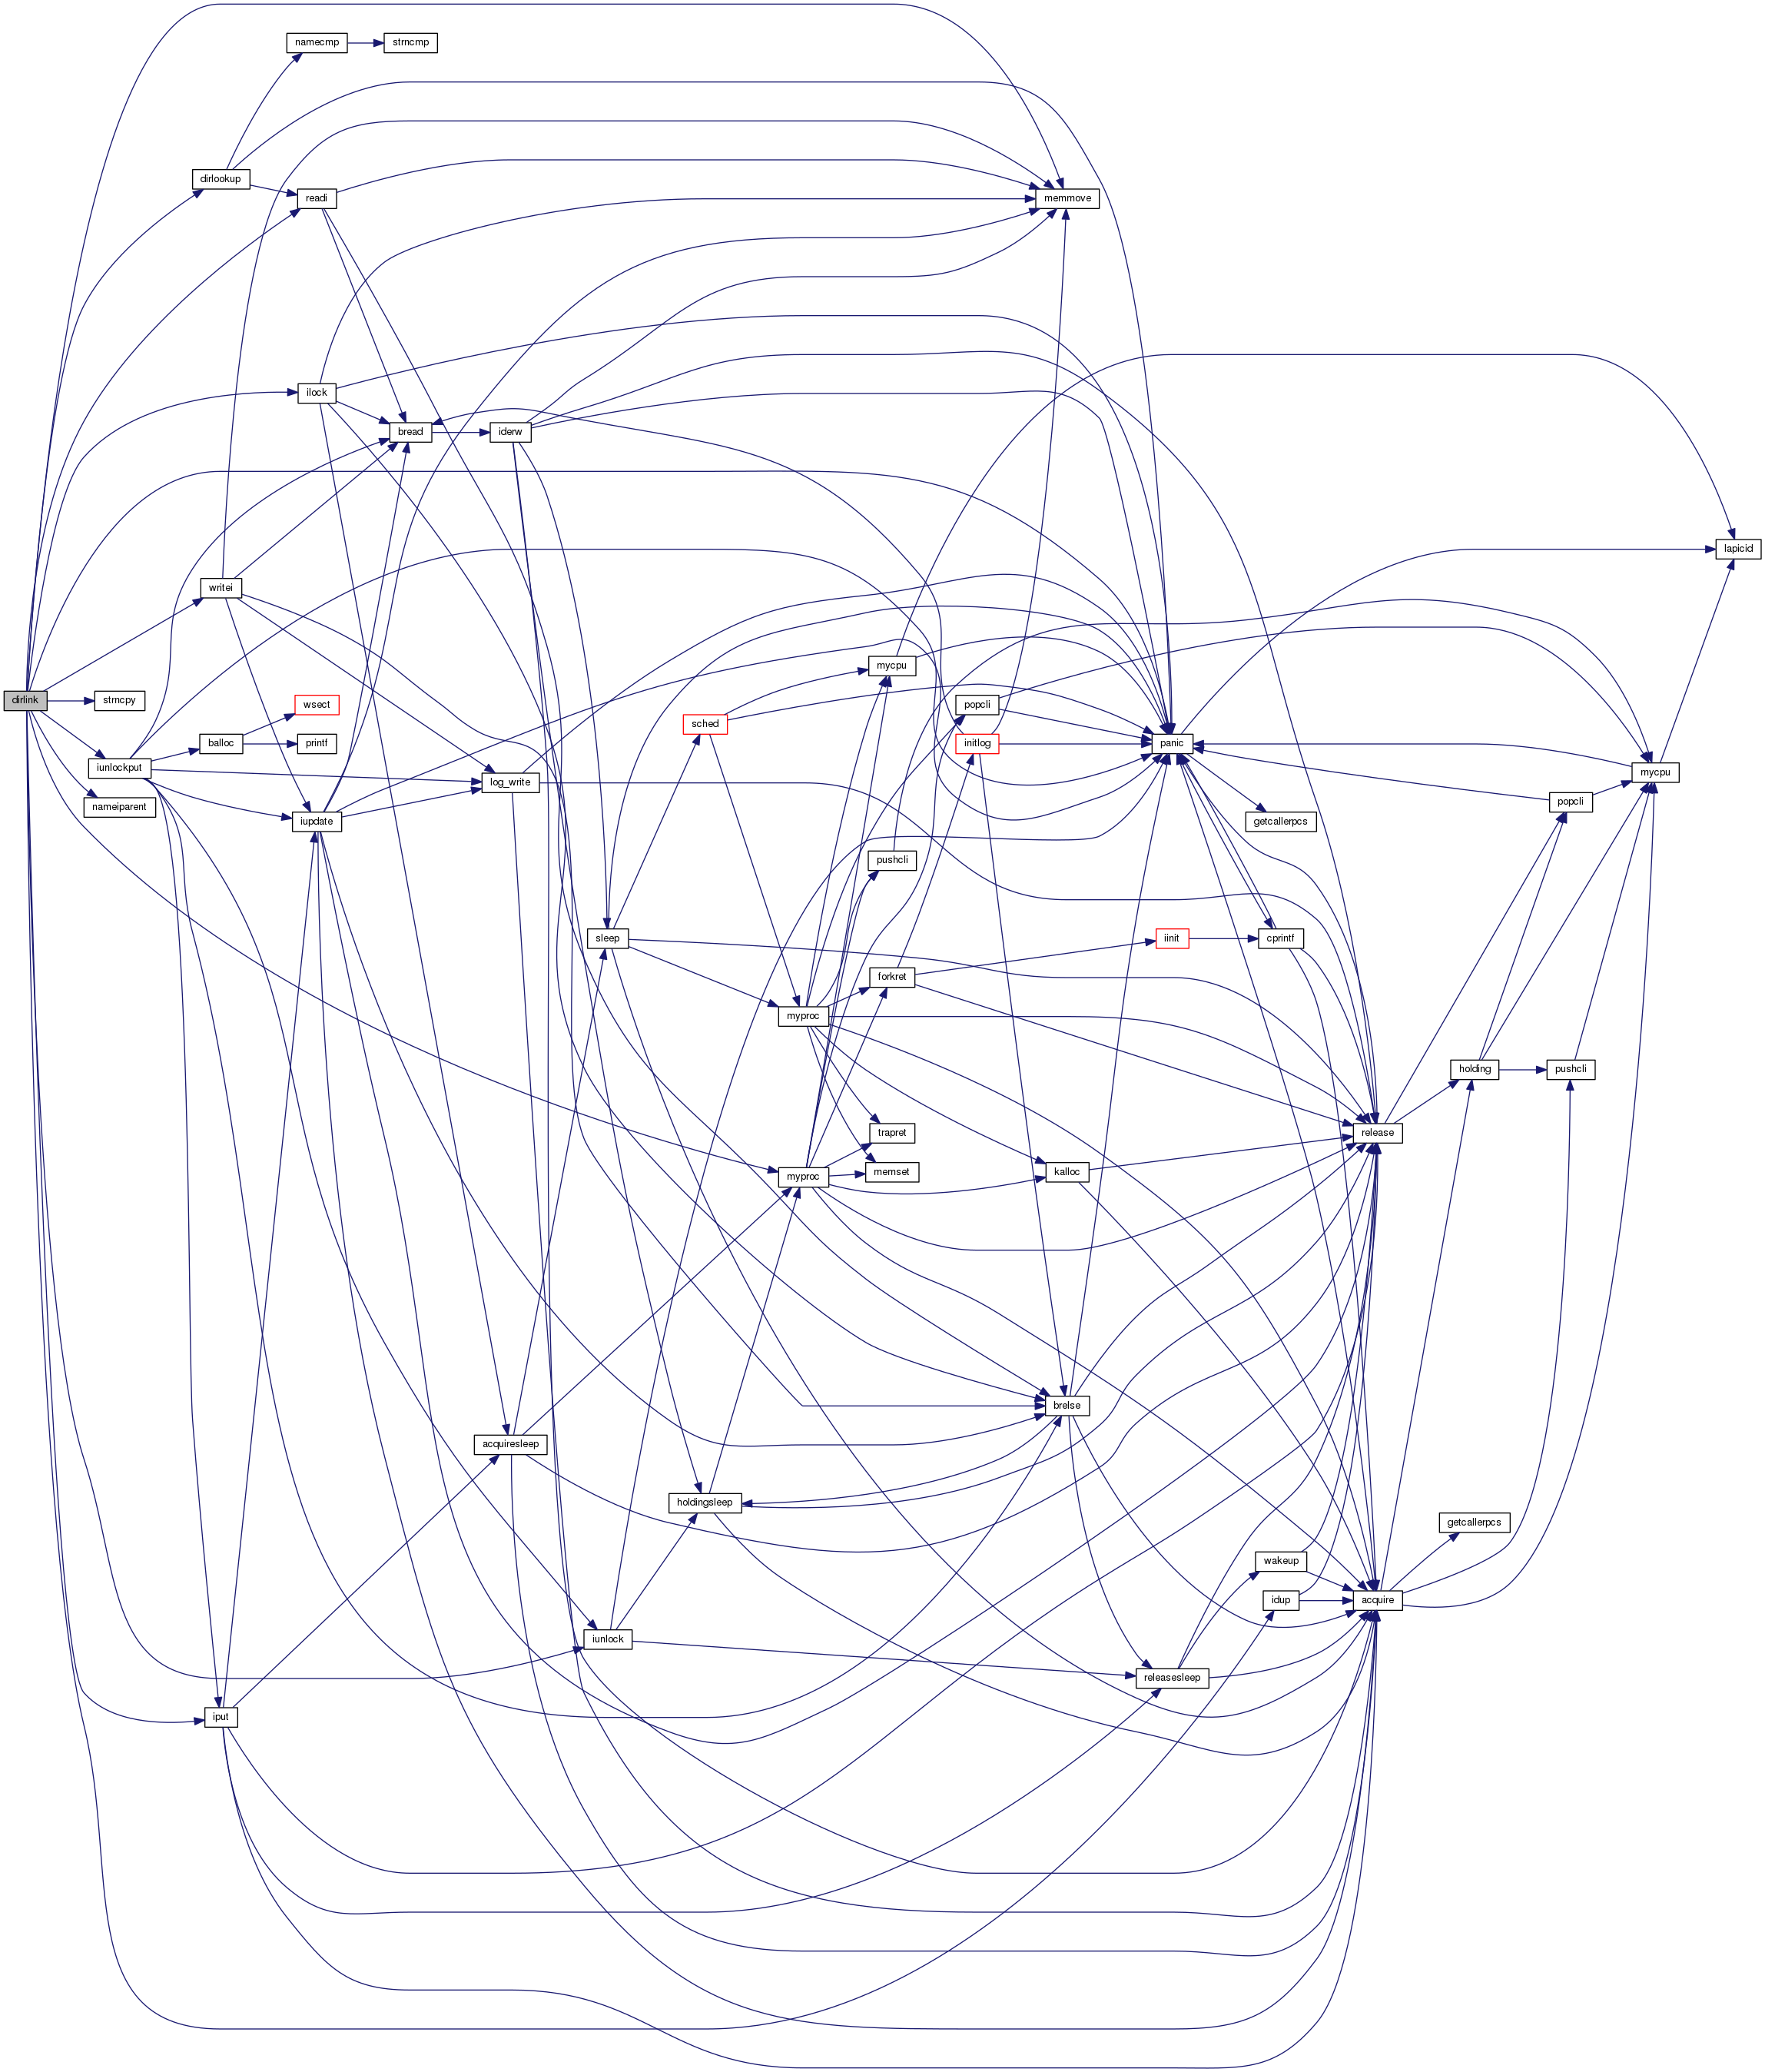 namecmp
strncmp
dirlookup
readi
memmove
ilock
bread
iderw
lapicid
writei
mycpu
dirlink
strncpy
wsect
popcli
sched
balloc
printf
initlog
panic
iunlockput
log_write
mycpu
nameiparent
popcli
iupdate
getcallerpcs
pushcli
sleep
iinit
cprintf
forkret
myproc
holding
pushcli
trapret
release
memset
kalloc
myproc
brelse
acquiresleep
holdingsleep
getcallerpcs
wakeup
idup
acquire
iunlock
releasesleep
iput